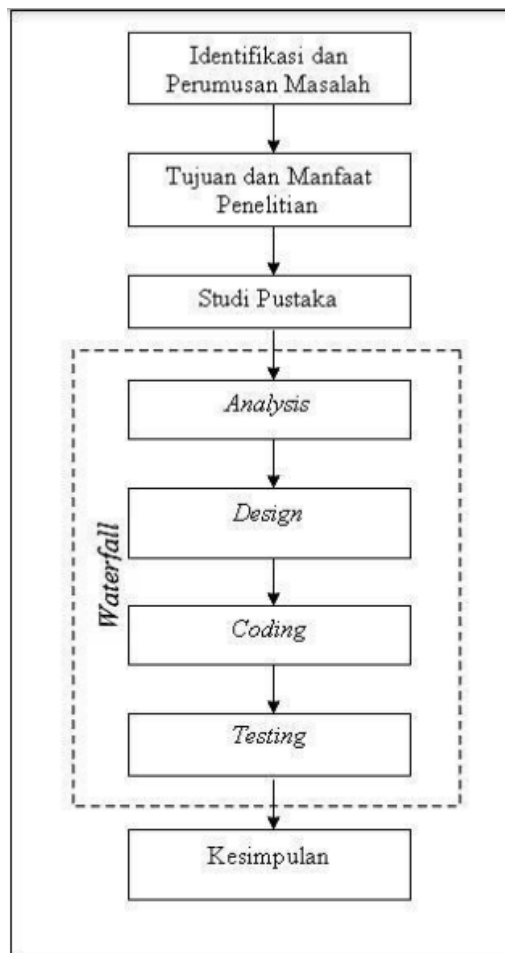 Identifikasi dan
Perumusan Masalah
Tujuan dan Manfaat
Penelitian
Studi Pustaka
Analysis
Design
Waterfall
Coding
Testing
Kesimpulan